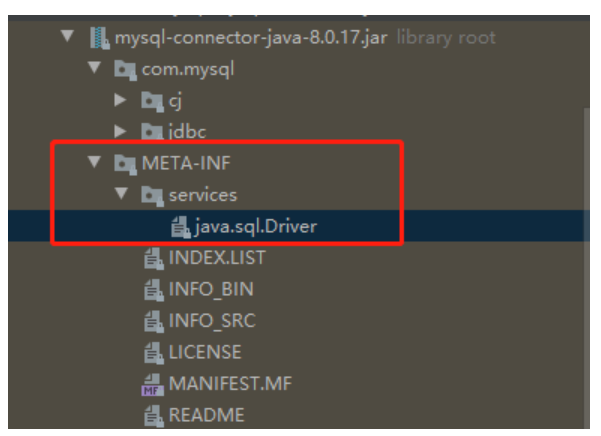 mysql-connector-java-8.0.17.jar library root
com.mysql
cj
jdbc
META-INF
services
java.sql.Driver
INDEX.LIST
INFO_BIN
INFO_SRC
LICENSE
MF MANIFEST.MF
README